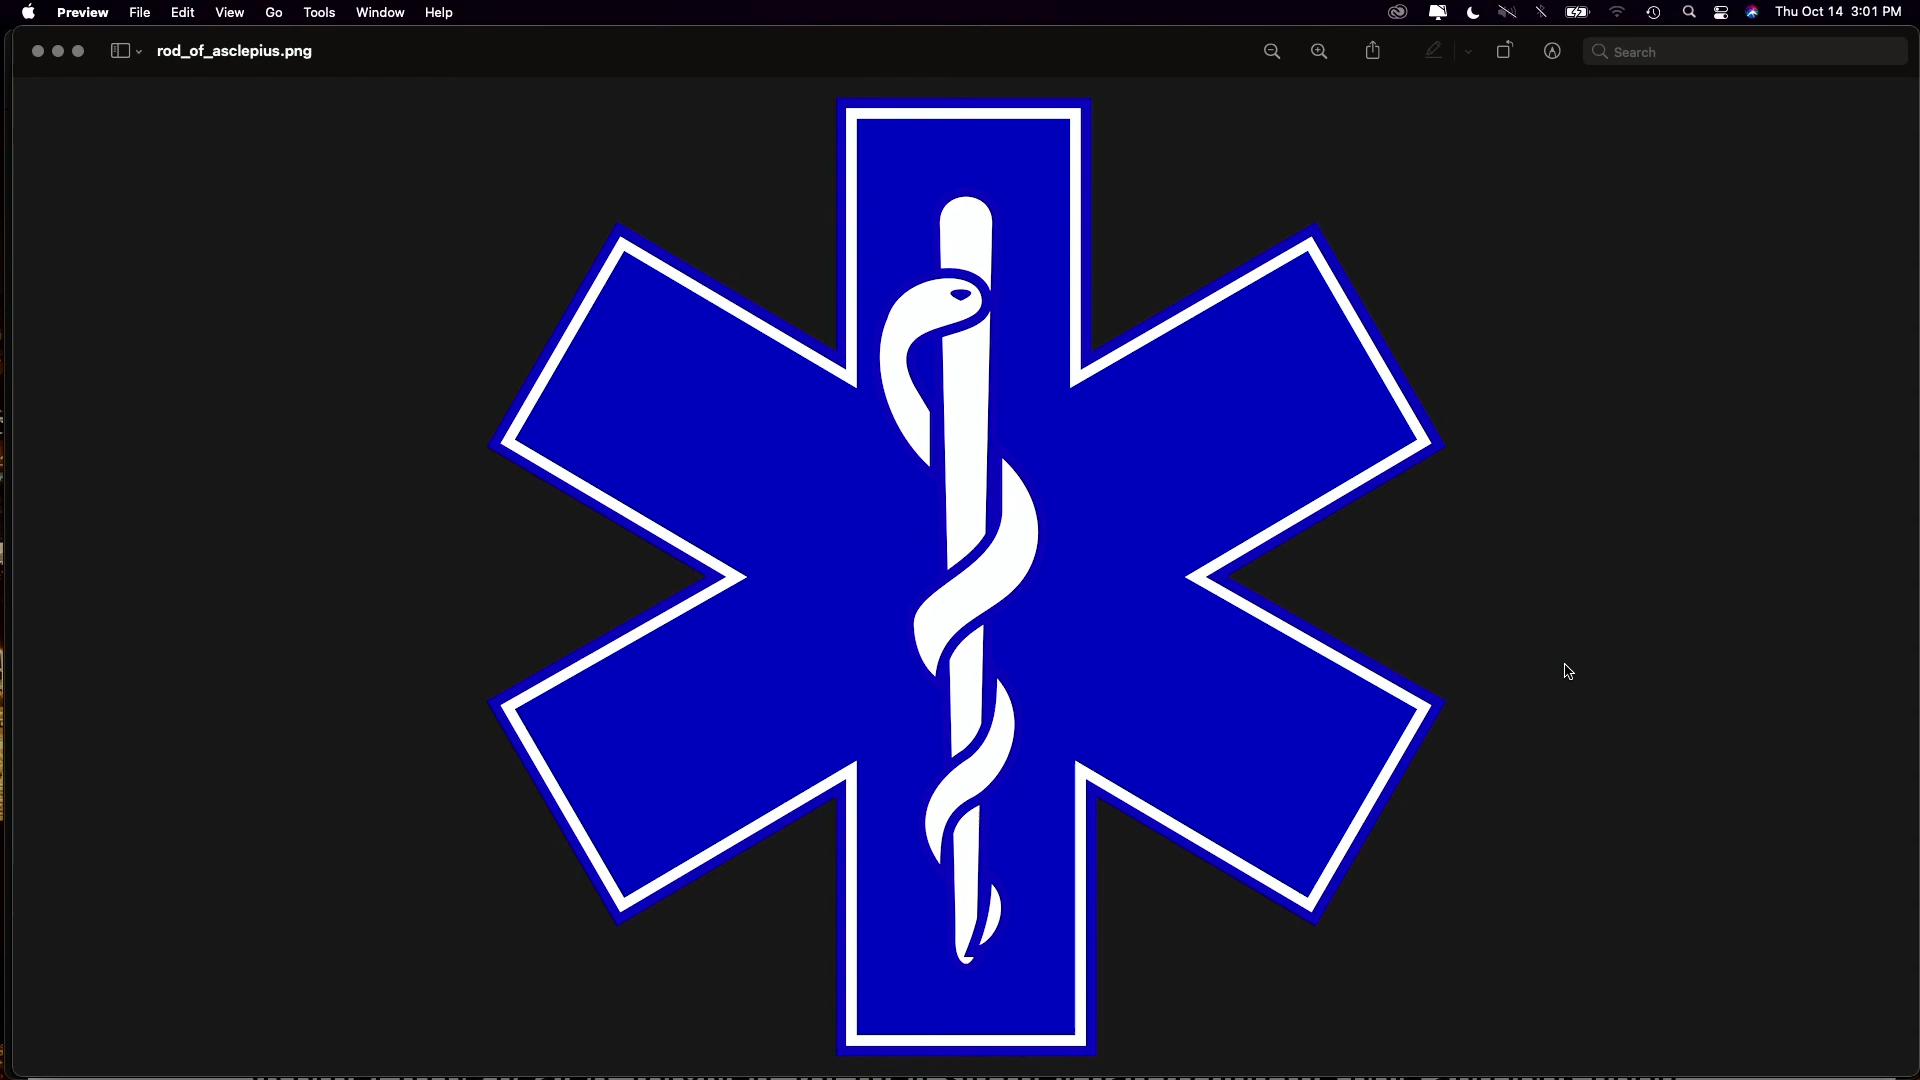 Preview File Edit View Go Tools Window Help Thu Oct 14 3:01 PM
rod_of_asclepius.png Search